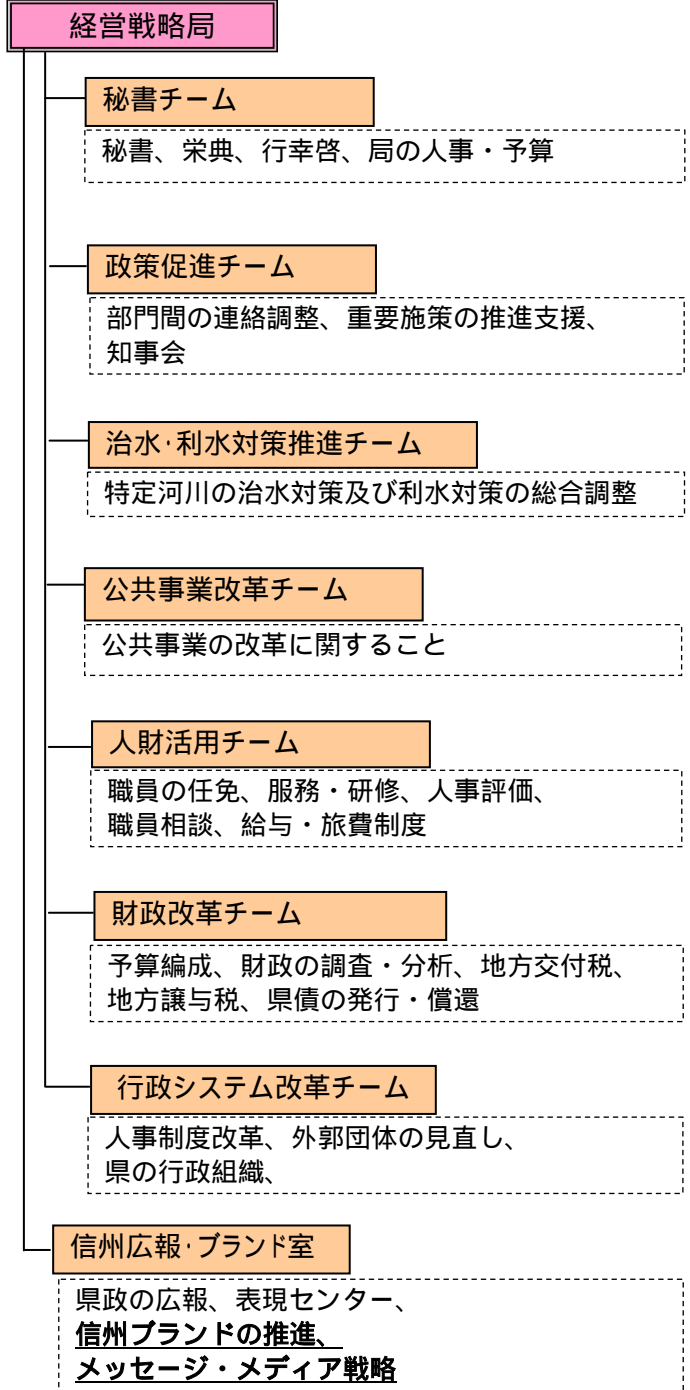 経営戦略局
秘書チーム
秘書、栄典、行幸啓、局の人事・予算
政策促進チーム
部門間の連絡調整、重要施策の推進支援、
知事会
治水・利水対策推進チーム
特定河川の治水対策及び利水対策の総合調整
公共事業改革チーム
公共事業の改革に関すること
人財活用チーム
職員の任免、服務・研修、人事評価、
職員相談、給与・旅費制度
財政改革チーム
予算編成、財政の調査・分析、地方交付税、
地方譲与税、県債の発行・償還
行政システム改革チーム
人事制度改革、外郭団体の見直し、
県の行政組織、
信州広報・ブランド室
県政の広報、表現センター、
信州ブランドの推進、
メッセージ・メディア戦略